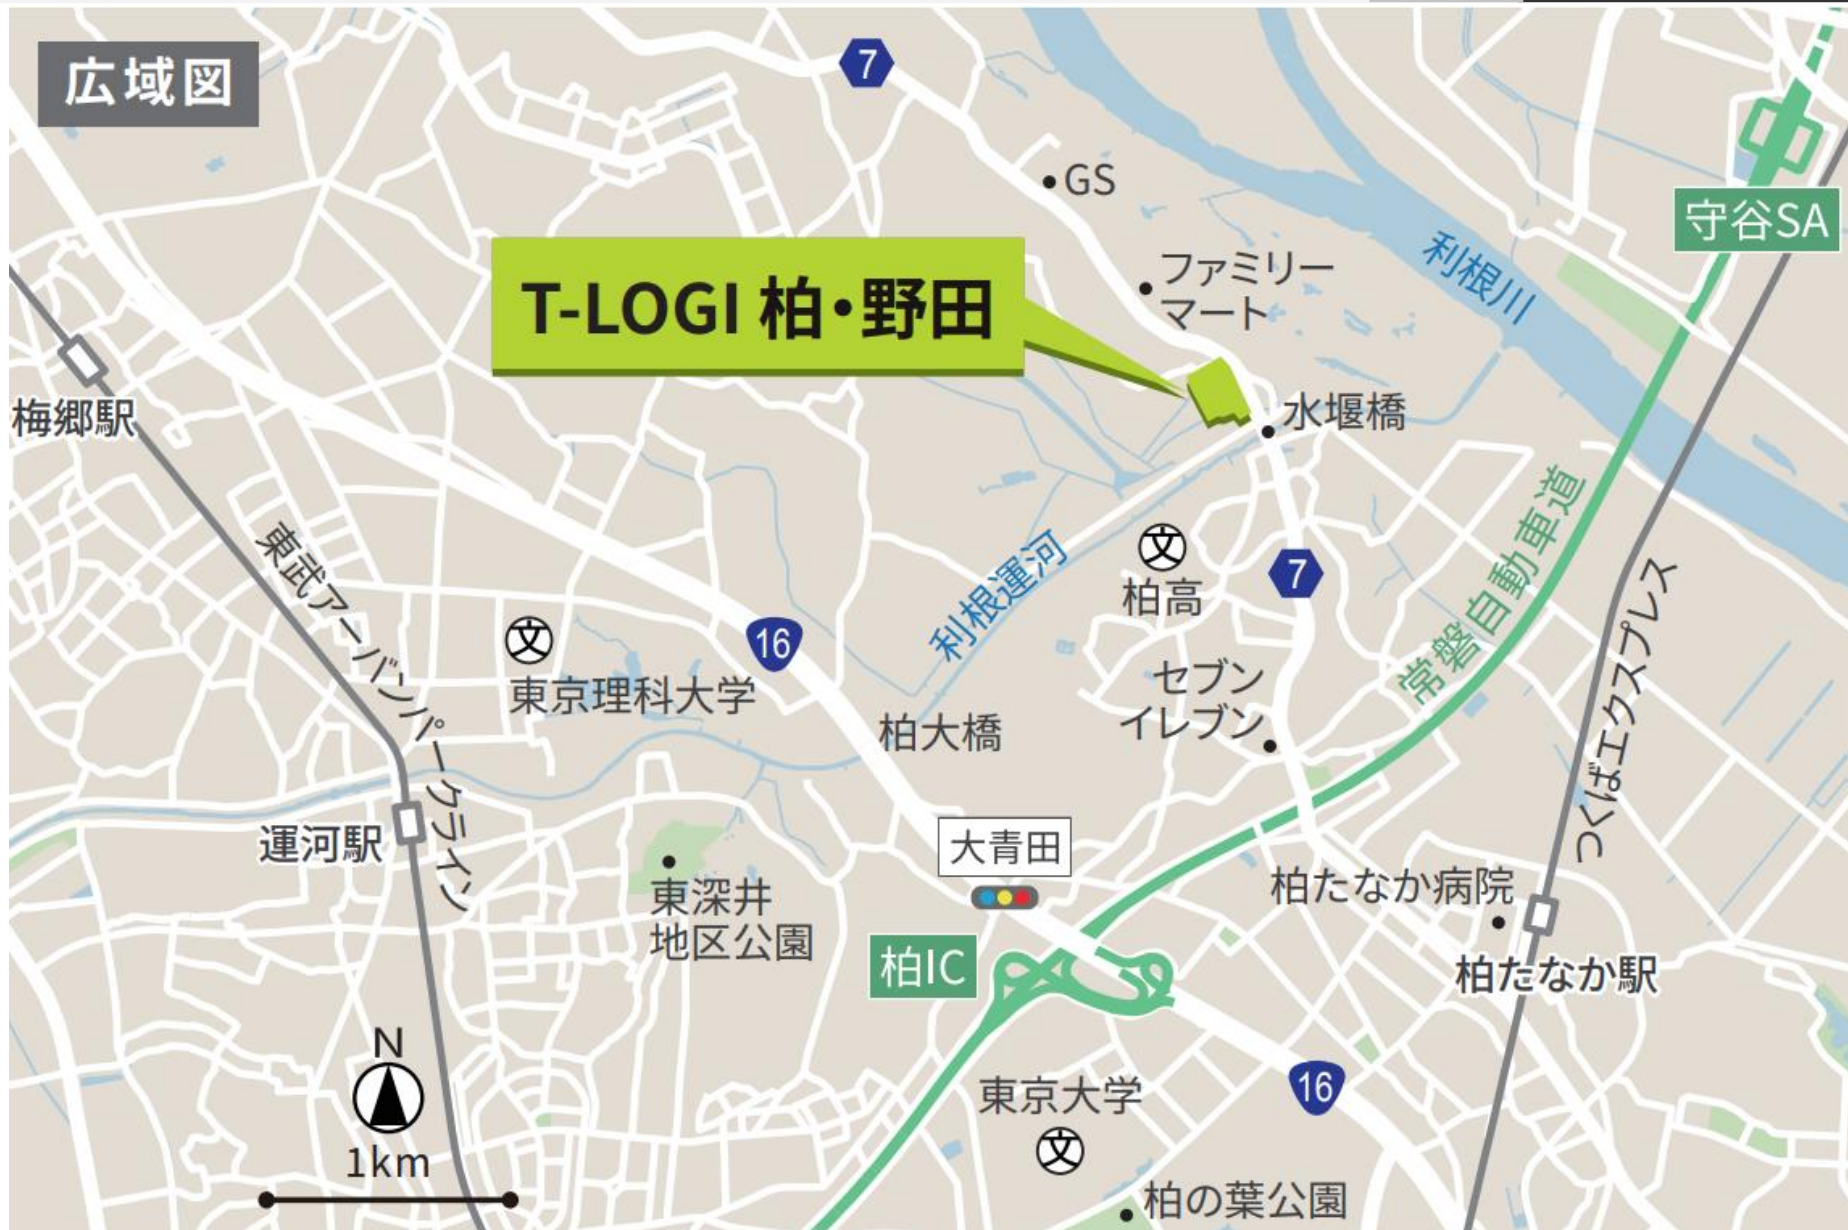 広域図
7
GS
守谷SA
利根川
ファミリー
マート
T-LOGI 柏・野田
水堰橋
梅郷駅
東武アーバンパークライン
文
柏高
7
常磐自動車道
つくばエクスプレス
利根運河
文
東京理科大学
16
セブン
イレブン
柏大橋
運河駅
大青田
東深井
地区公園
柏たなか病院
柏IC
柏たなか駅
N
1km
東京大学
文
16
柏の葉公園